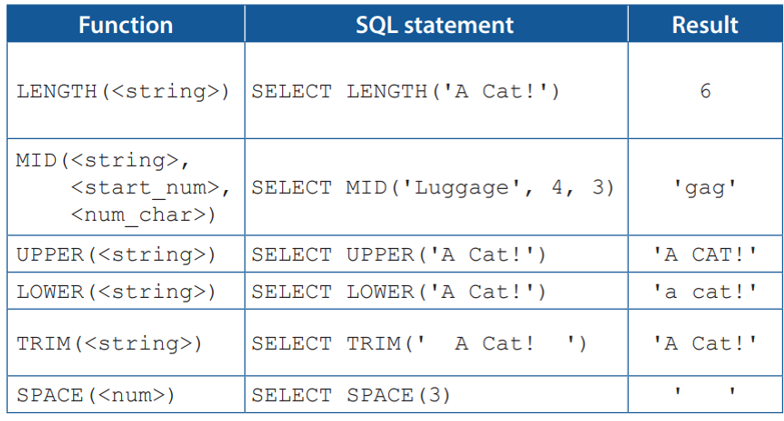 Function SQL statement Result
LENGTH(<string>) SELECT LENGTH('A Cat!') 6
MID(<string>,
<start_num>, SELECT MID('Luggage', 4, 3) 'gag'
<num_char>)
UPPER(<string>) SELECT UPPER('A Cat!') 'A CAT!'
LOWER(<string>) SELECT LOWER('A Cat!') 'a cat!'
TRIM(<string>) SELECT TRIM('  A Cat!  ') 'A Cat!'
SPACE(<num>) SELECT SPACE(3) '   '